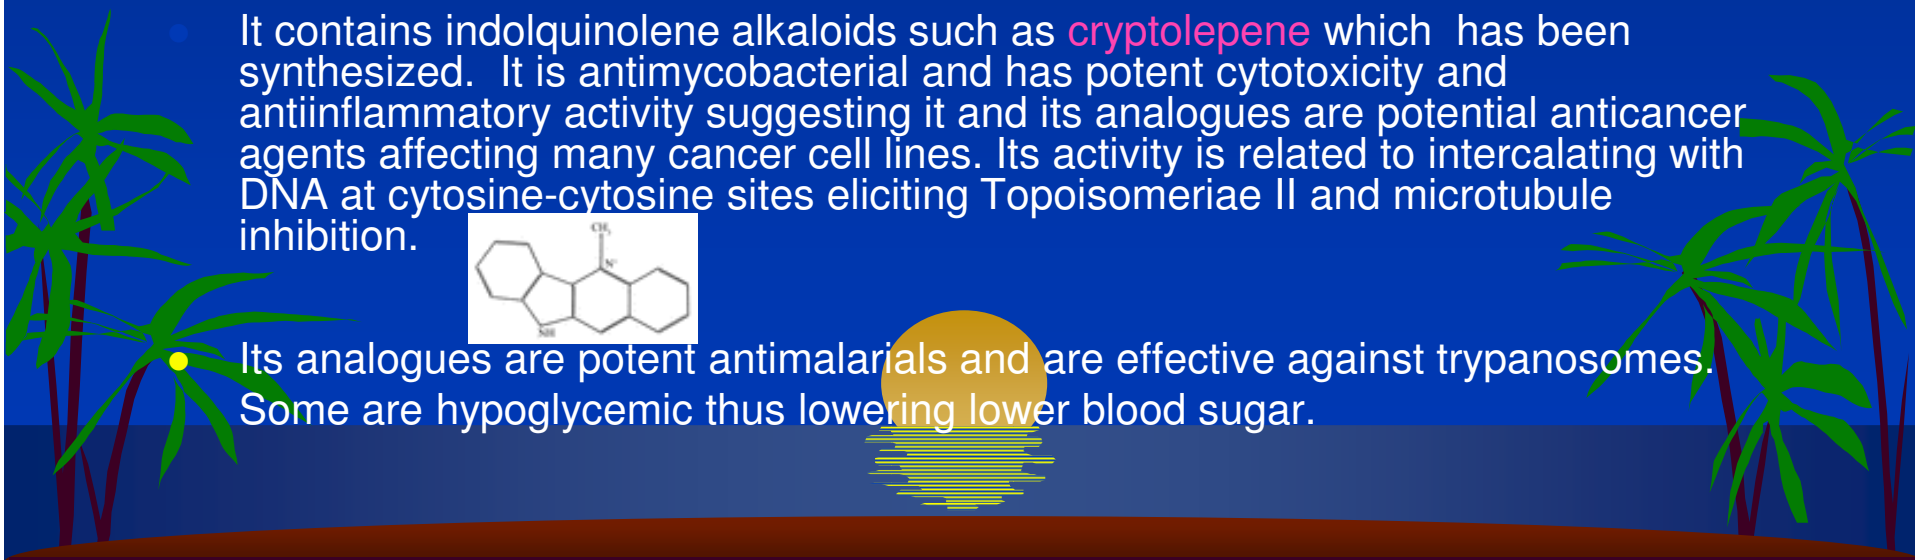 It contains indolquinolene alkaloids such as cryptolepene which  has been
synthesized.  It is antimycobacterial and has potent cytotoxicity and
antiinflammatory activity suggesting it and its analogues are potential anticancer
agents affecting many cancer cell lines. Its activity is related to intercalating with
DNA at cytosine-cytosine sites eliciting Topoisomeriae II and microtubule
inhibition.
CH3
N+
NH
Its analogues are potent antimalarials and are effective against trypanosomes.
Some are hypoglycemic thus lowering lower blood sugar.